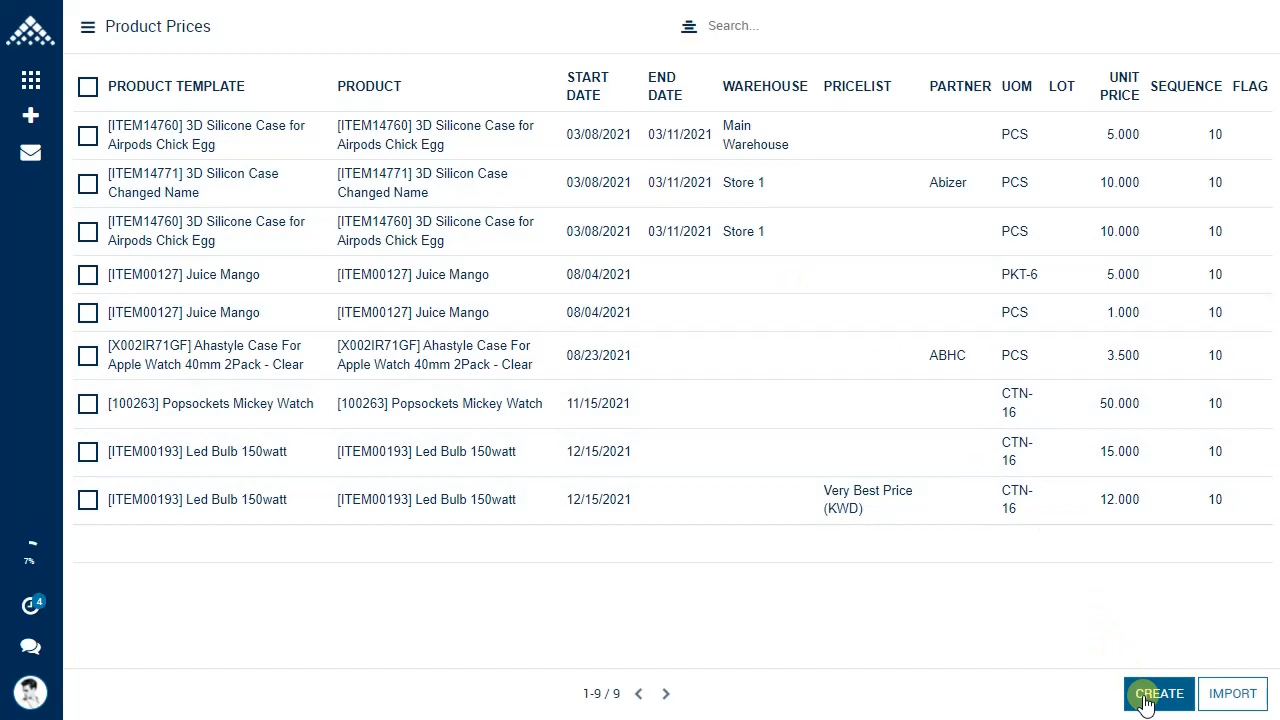 Product Prices
Search...
PRODUCT TEMPLATE PRODUCT START DATE END DATE WAREHOUSE PRICELIST PARTNER UOM LOT UNIT PRICE SEQUENCE FLAG
[ITEM14760] 3D Silicone Case for Airpods Chick Egg [ITEM14760] 3D Silicone Case for Airpods Chick Egg 03/08/2021 03/11/2021 Main Warehouse PCS 5.000 10
[ITEM14771] 3D Silicon Case Changed Name [ITEM14771] 3D Silicon Case Changed Name 03/08/2021 03/11/2021 Store 1 Abizer PCS 10.000 10
[ITEM14760] 3D Silicone Case for Airpods Chick Egg [ITEM14760] 3D Silicone Case for Airpods Chick Egg 03/08/2021 03/11/2021 Store 1 PCS 10.000 10
[ITEM00127] Juice Mango [ITEM00127] Juice Mango 08/04/2021 PKT-6 5.000 10
[ITEM00127] Juice Mango [ITEM00127] Juice Mango 08/04/2021 PCS 1.000 10
[X002IR71GF] Ahastyle Case For Apple Watch 40mm 2Pack - Clear [X002IR71GF] Ahastyle Case For Apple Watch 40mm 2Pack - Clear 08/23/2021 ABHC PCS 3.500 10
[100263] Popsockets Mickey Watch [100263] Popsockets Mickey Watch 11/15/2021 CTN-16 50.000 10
[ITEM00193] Led Bulb 150watt [ITEM00193] Led Bulb 150watt 12/15/2021 CTN-16 15.000 10
[ITEM00193] Led Bulb 150watt [ITEM00193] Led Bulb 150watt 12/15/2021 Very Best Price (KWD) CTN-16 12.000 10
7%
4
1-9 / 9
CREATE IMPORT